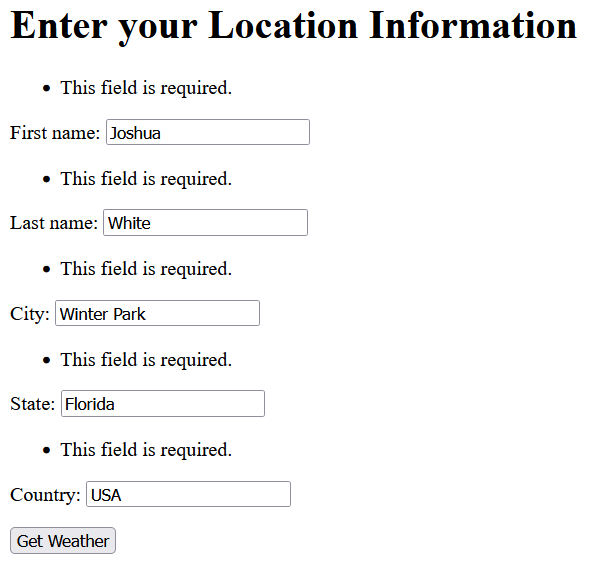 Enter your Location Information
• This field is required.
First name: Joshua
• This field is required.
Last name: White
• This field is required.
City: Winter Park
• This field is required.
State: Florida
• This field is required.
Country: USA
Get Weather